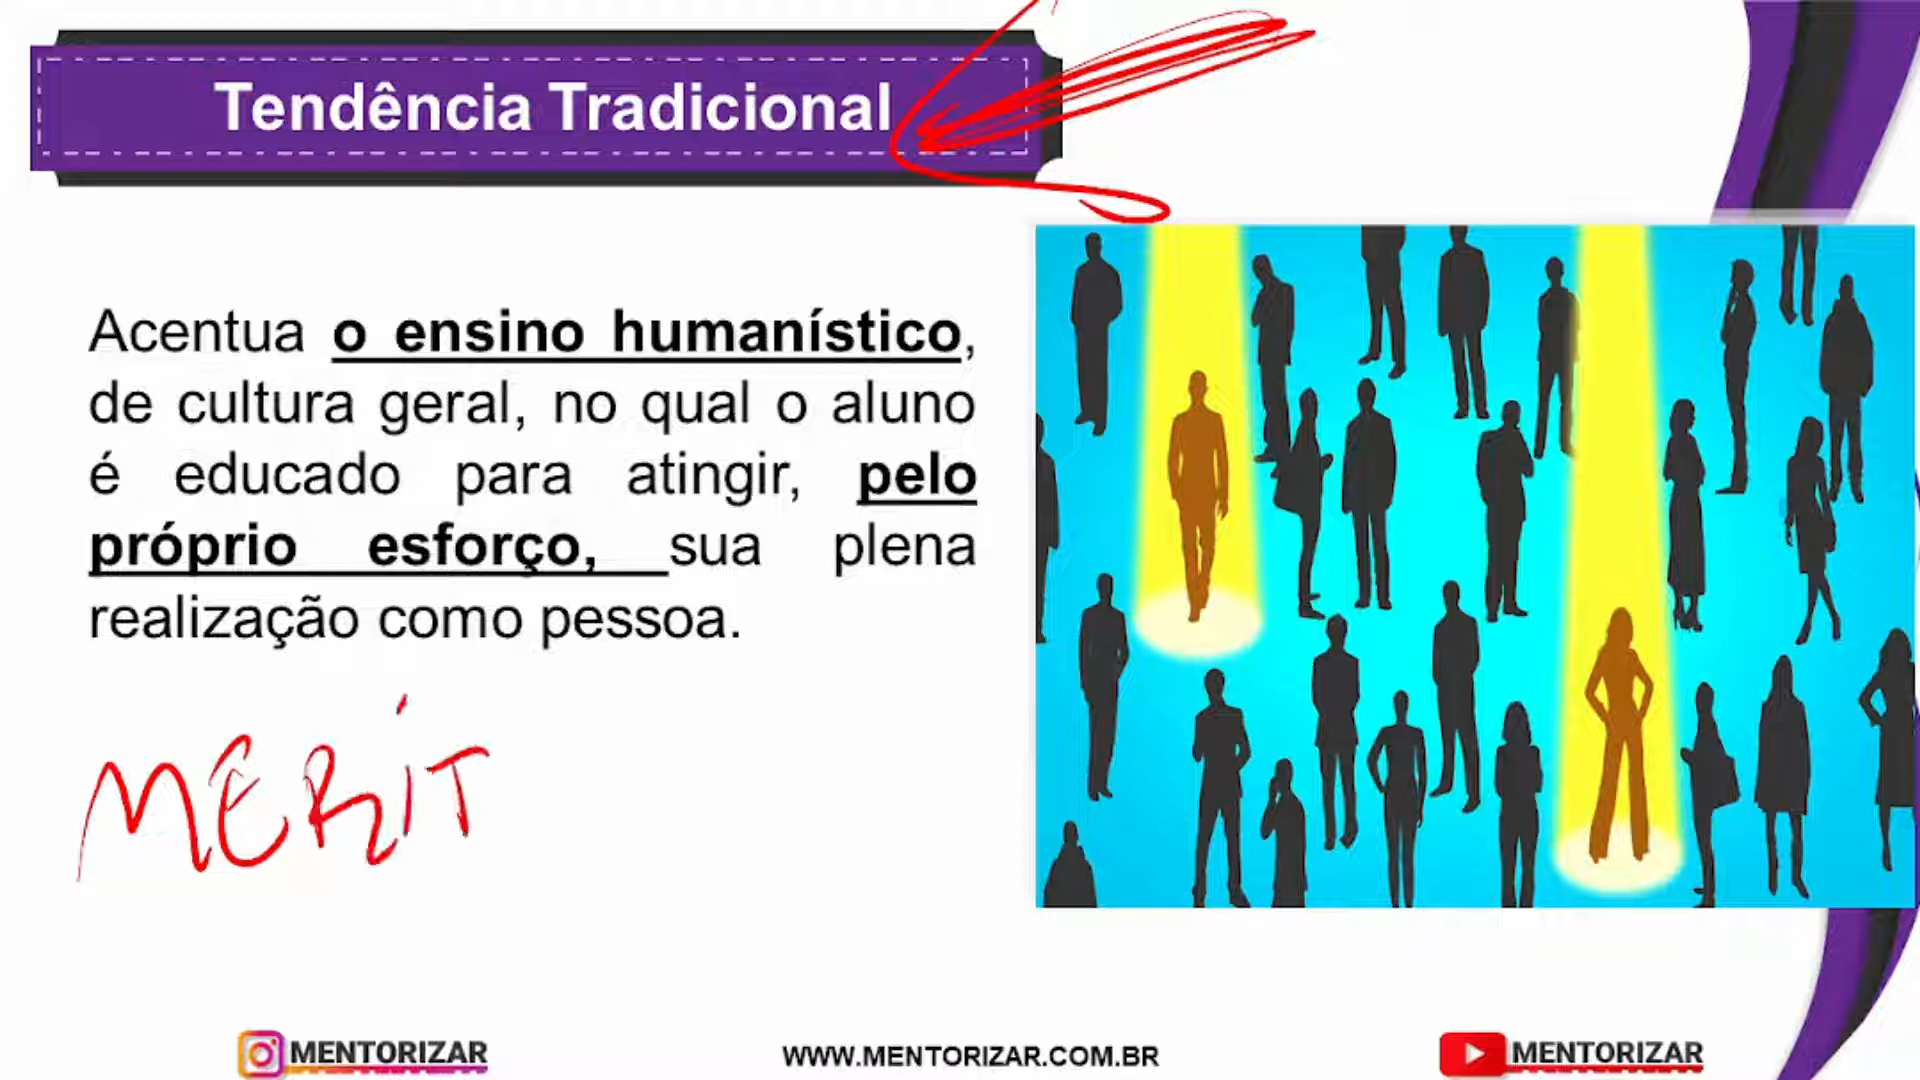 Tendência Tradicional
Acentua o ensino humanístico,
de cultura geral, no qual o aluno
é educado para atingir, pelo
próprio esforço, sua plena
realização como pessoa.
MÉRIT
MENTORIZAR
WWW.MENTORIZAR.COM.BR
MENTORIZAR